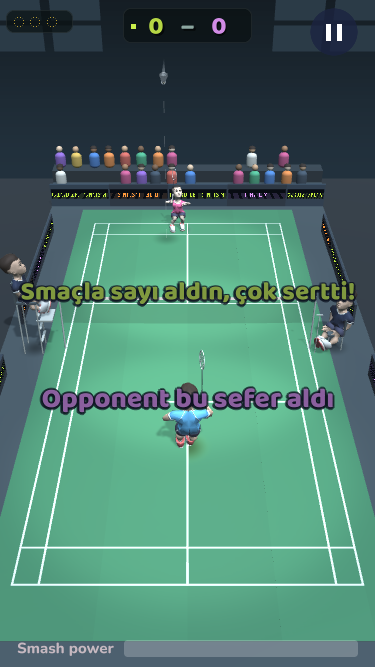 0 – 0
Smaçla sayı aldın, çok sertti!
Opponent bu sefer aldı
Smash power